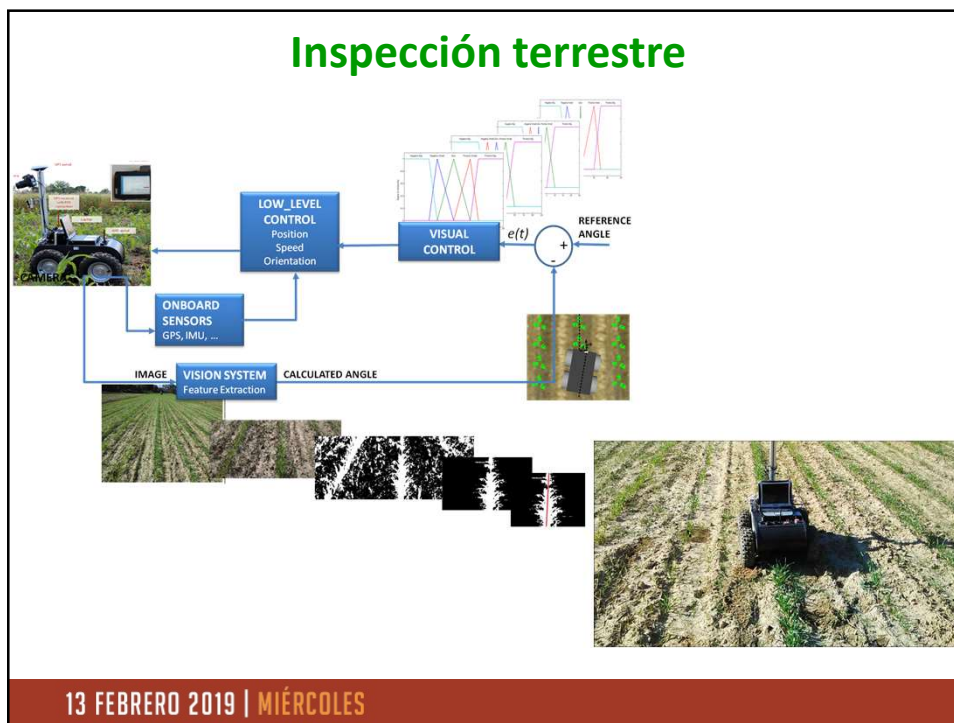 Inspección terrestre
LOW_LEVEL
CONTROL
Position
Speed
Orientation
VISUAL
CONTROL
e(t)
+
-
REFERENCE
ANGLE
CAMERA
ONBOARD
SENSORS
GPS, IMU, ...
IMAGE
VISION SYSTEM
Feature Extraction
CALCULATED ANGLE
13 FEBRERO 2019 | MIÉRCOLES